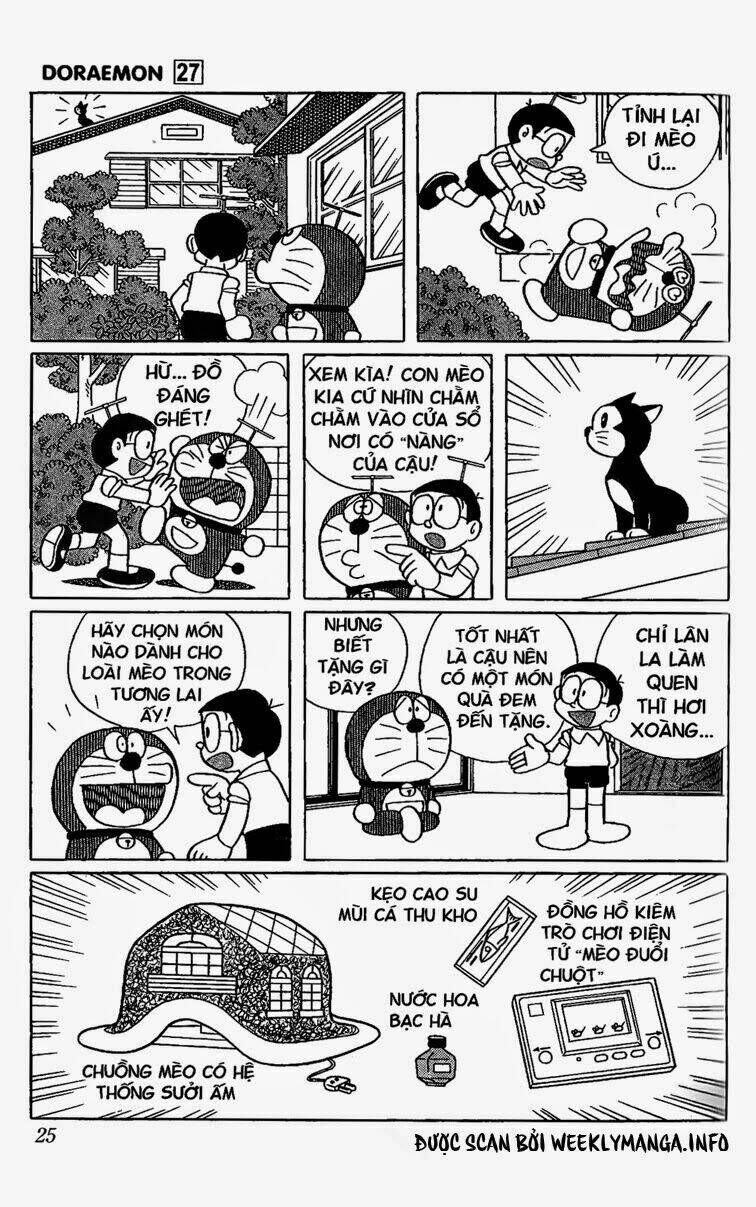 DORAEMON 27
TỈNH LẠI
ĐI MÈO
Ú...
HỪ... ĐỒ
ĐÁNG
GHÉT!
XEM KÌA! CON MÈO
KIA CỨ NHÌN CHẰM
CHẰM VÀO CỬA SỔ
NƠI CÓ “NÀNG”
CỦA CẬU!
CHỈ LÂN
LA LÀM
QUEN
THÌ HƠI
XOÀNG...
TỐT NHẤT
LÀ CẬU NÊN
CÓ MỘT MÓN
QUÀ ĐEM
ĐẾN TẶNG.
NHƯNG
BIẾT
TẶNG GÌ
ĐÂY?
HÃY CHỌN MÓN
NÀO DÀNH CHO
LOÀI MÈO TRONG
TƯƠNG LAI
ẤY!
KẸO CAO SU
MÙI CÁ THU KHO
ĐỒNG HỒ KIÊM
TRÒ CHƠI ĐIỆN
TỬ “MÈO ĐUỔI
CHUỘT”
NƯỚC HOA
BẠC HÀ
CHUỒNG MÈO CÓ HỆ
THỐNG SƯỞI ẤM
25
ĐƯỢC SCAN BỞI WEEKLYMANGA.INFO